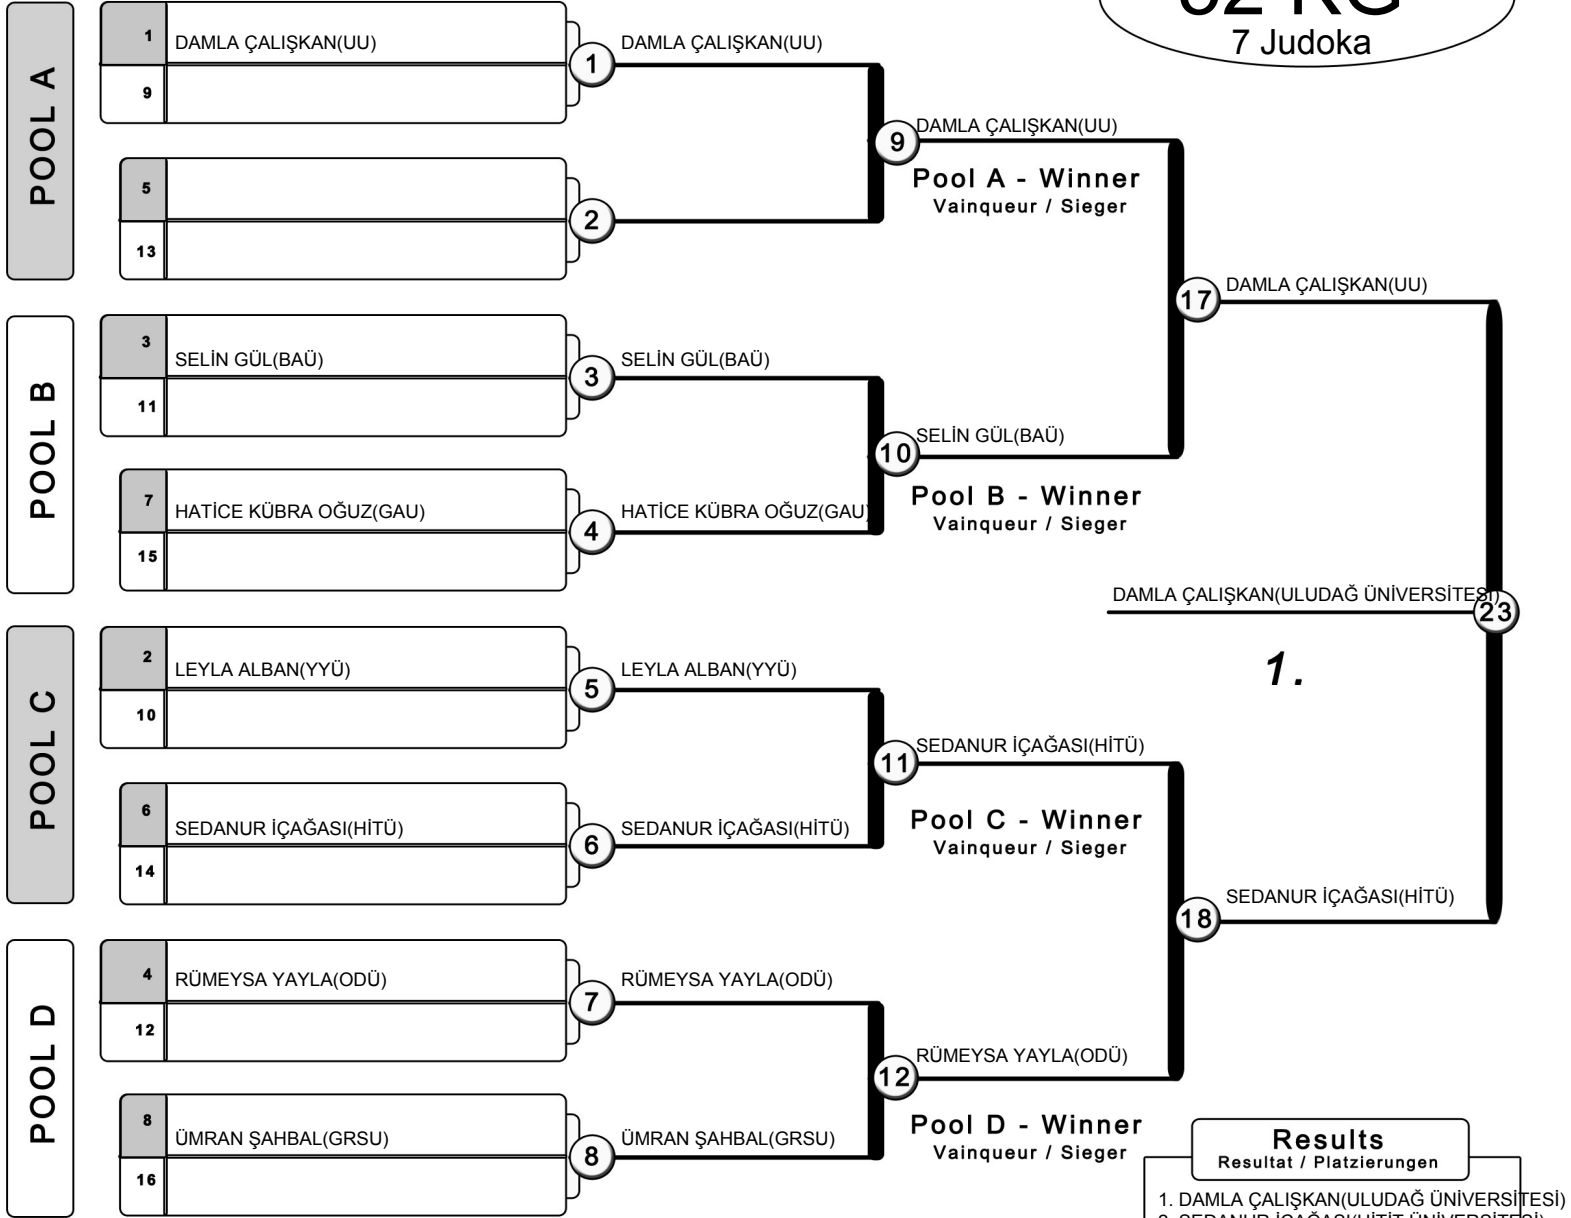 7 Judoka
POOL A
1
DAMLA ÇALIŞKAN(UU)
9
5
13
1
DAMLA ÇALIŞKAN(UU)
2
9
DAMLA ÇALIŞKAN(UU)
Pool A - Winner
Vainqueur / Sieger
POOL B
3
SELİN GÜL(BAÜ)
11
7
HATİCE KÜBRA OĞUZ(GAU)
15
3
SELİN GÜL(BAÜ)
4
HATİCE KÜBRA OĞUZ(GAU)
10
SELİN GÜL(BAÜ)
Pool B - Winner
Vainqueur / Sieger
17
DAMLA ÇALIŞKAN(UU)
DAMLA ÇALIŞKAN(ULUDAĞ ÜNİVERSİTESİ)
23
1.
POOL C
2
LEYLA ALBAN(YYÜ)
10
6
SEDANUR İÇAĞASI(HİTÜ)
14
5
LEYLA ALBAN(YYÜ)
6
SEDANUR İÇAĞASI(HİTÜ)
11
SEDANUR İÇAĞASI(HİTÜ)
Pool C - Winner
Vainqueur / Sieger
18
SEDANUR İÇAĞASI(HİTÜ)
POOL D
4
RÜMEYSA YAYLA(ODÜ)
12
8
ÜMRAN ŞAHBAL(GRSU)
16
7
RÜMEYSA YAYLA(ODÜ)
8
ÜMRAN ŞAHBAL(GRSU)
12
RÜMEYSA YAYLA(ODÜ)
Pool D - Winner
Vainqueur / Sieger
Results
Resultat / Platzierungen
1. DAMLA ÇALIŞKAN(ULUDAĞ ÜNİVERSİTESİ)